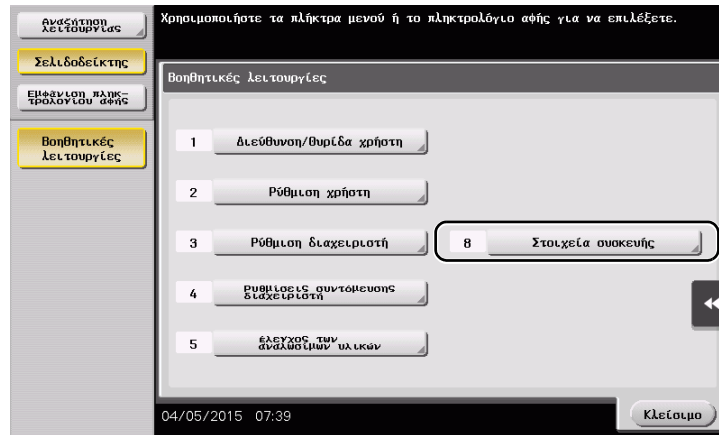 Αναζήτηση
λειτουργίας
Σελιδοδείκτης
Εμφάνιση πληκ-
τρολογίου αφής
Βοηθητικές
λειτουργίες
Χρησιμοποιήστε τα πλήκτρα μενού ή το πληκτρολόγιο αφής για να επιλέξετε.
Βοηθητικές λειτουργίες
1 Διεύθυνση/θυρίδα χρήστη
2 Ρύθμιση χρήστη
3 Ρύθμιση διαχειριστή
8 Στοιχεία συσκευής
4 Ρυθμίσεις συντόμευσης
διαχειριστή
5 έλεγχος των
αναλώσιμων υλικών
04/05/2015 07:39
Κλείσιμο